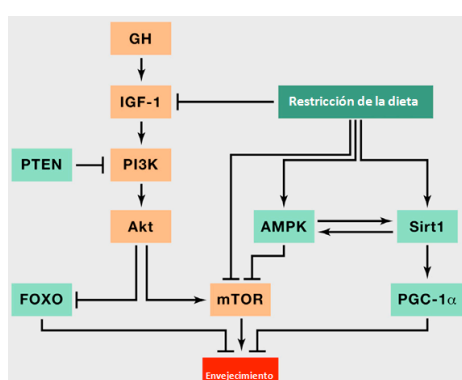 GH
IGF-1
Restricción de la dieta
PTEN
PI3K
Akt
AMPK
Sirt1
FOXO
mTOR
PGC-1α
Envejecimiento